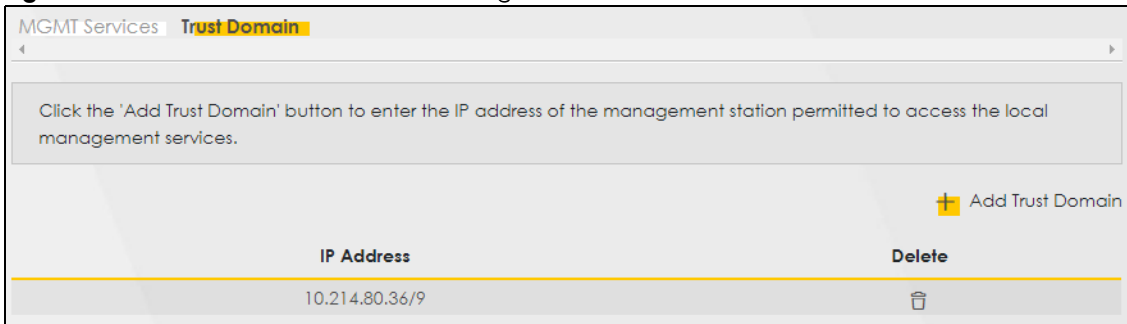 MGMT Services Trust Domain
Click the 'Add Trust Domain' button to enter the IP address of the management station permitted to access the local
management services.
Add Trust Domain
IP Address Delete
10.214.80.36/9